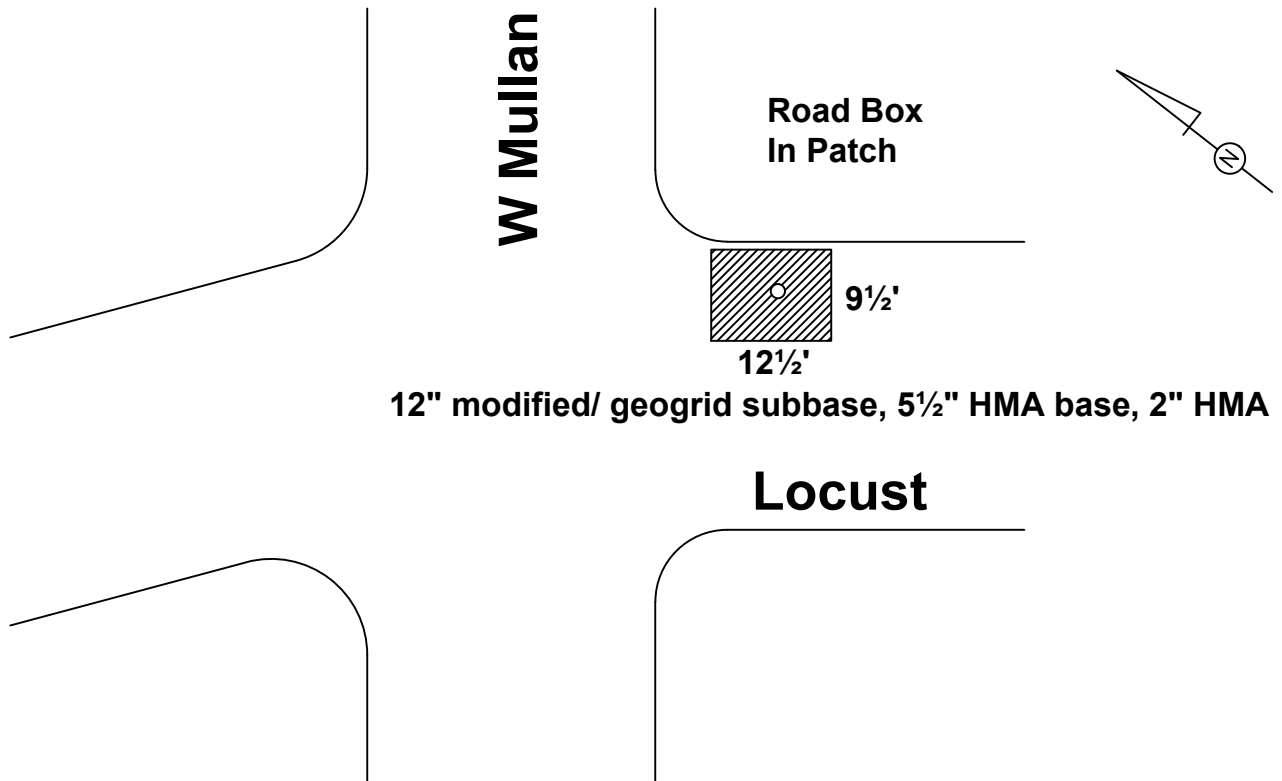 W Mullan
Road Box
In Patch
N
9½'
12½'
12" modified/ geogrid subbase, 5½" HMA base, 2" HMA
Locust